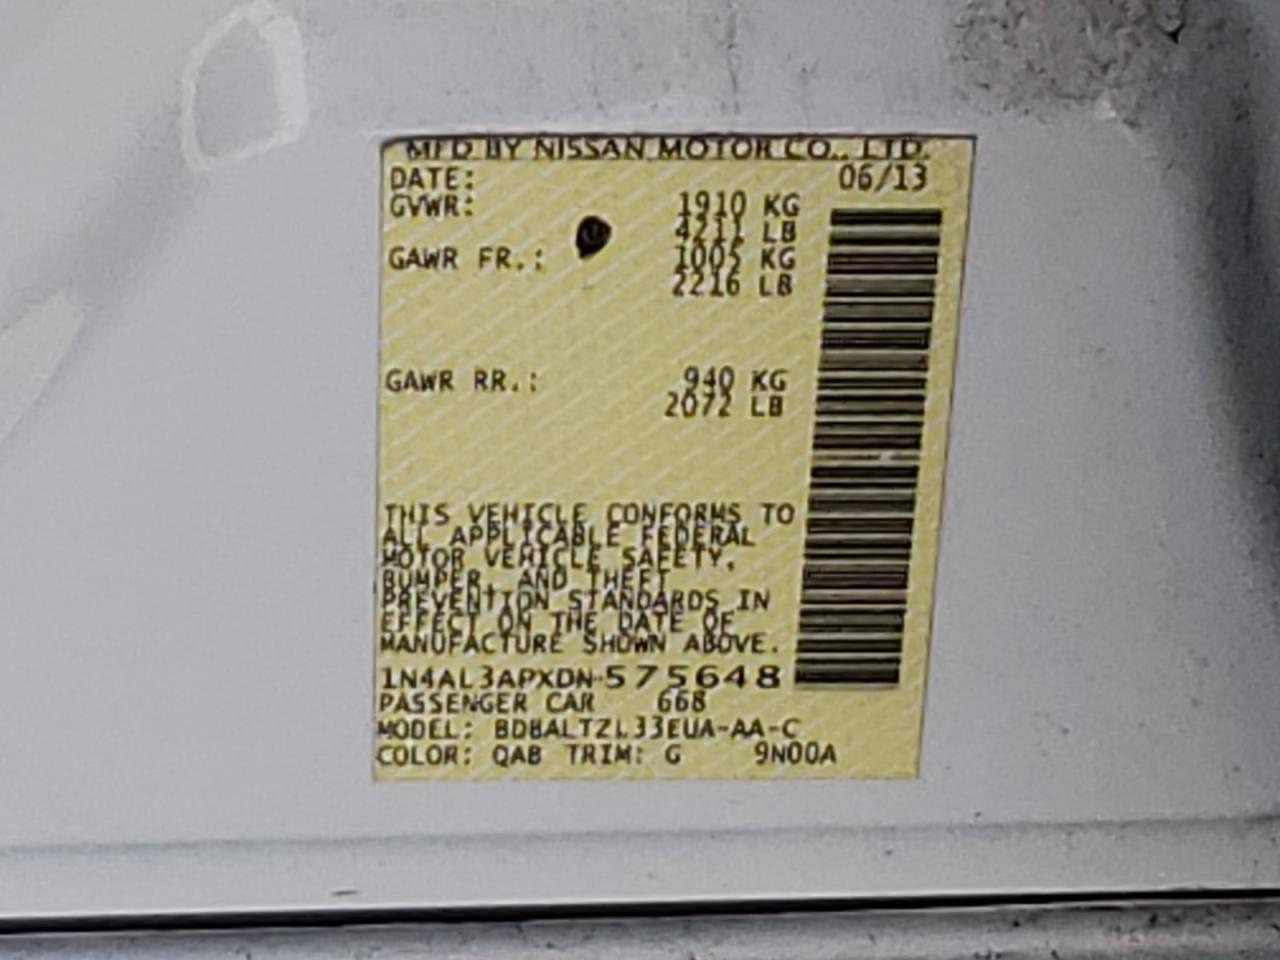 MFD BY NISSAN MOTOR CO., LTD.
DATE: 06/13
GVWR: 1910 KG
4211 LB
GAWR FR.: 1005 KG
2216 LB
GAWR RR.: 940 KG
2072 LB
THIS VEHICLE CONFORMS TO
ALL APPLICABLE FEDERAL
MOTOR VEHICLE SAFETY,
BUMPER, AND THEFT
PREVENTION STANDARDS IN
EFFECT ON THE DATE OF
MANUFACTURE SHOWN ABOVE.
1N4AL3APXDN575648
PASSENGER CAR 668
MODEL: BDBALTZL33EUA-AA-C
COLOR: QAB TRIM: G 9N00A